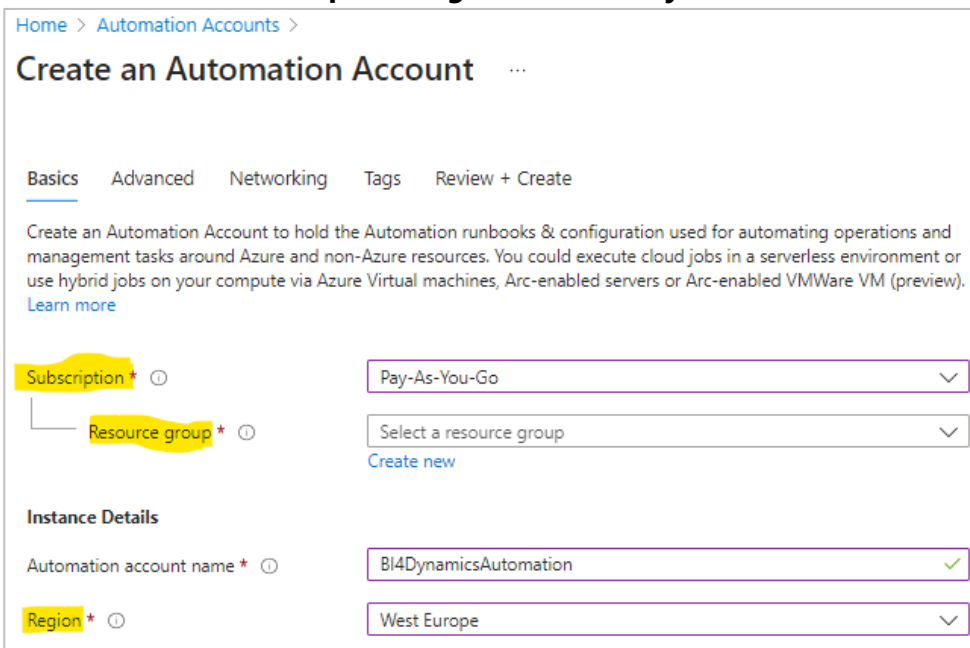 Home > Automation Accounts >
Create an Automation Account ...
Basics Advanced Networking Tags Review + Create
Create an Automation Account to hold the Automation runbooks & configuration used for automating operations and
management tasks around Azure and non-Azure resources. You could execute cloud jobs in a serverless environment or
use hybrid jobs on your compute via Azure Virtual machines, Arc-enabled servers or Arc-enabled VMWare VM (preview).
Learn more
Subscription * Pay-As-You-Go
Resource group * Select a resource group
Create new
Instance Details
Automation account name * BI4DynamicsAutomation
Region * West Europe